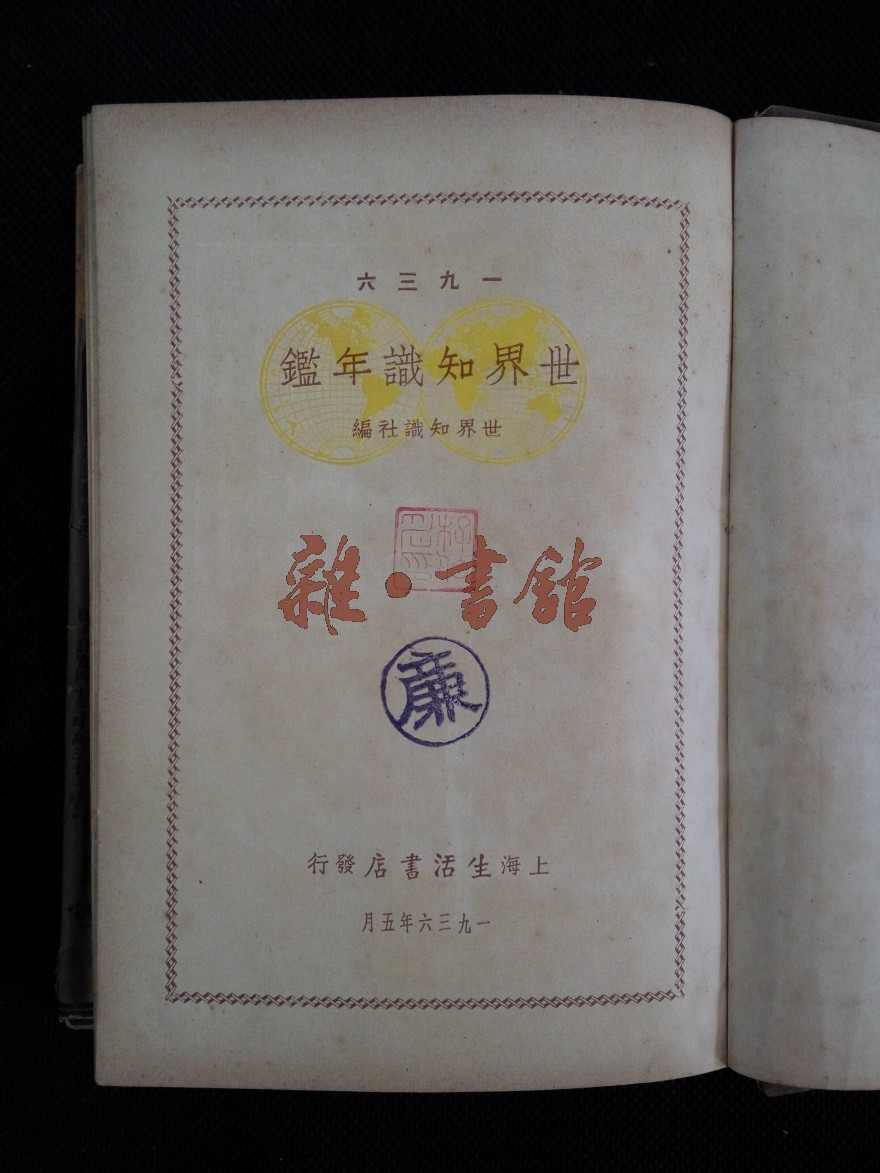 一九三六
世界知識年鑑
世界知識社編
雜·書館
廉
上海生活書店發行
一九三六年五月